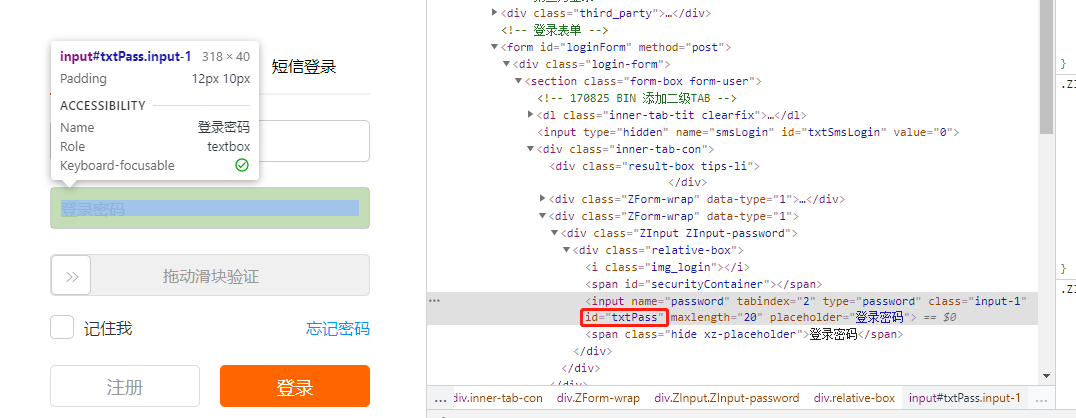 input#txtPass.input-1 318 × 40
Padding 12px 10px
ACCESSIBILITY
Name 登录密码
Role textbox
Keyboard-focusable
短信登录
登录密码
拖动滑块验证
记住我 忘记密码
注册 登录
<div class="third_party">…</div>
<!-- 登录表单 -->
<form id="loginForm" method="post">
<div class="login-form">
<section class="form-box form-user">
<!-- 170825 BIN 添加二级TAB -->
<dl class="inner-tab-tit clearfix">…</dl>
<input type="hidden" name="smsLogin" id="txtSmsLogin" value="0">
<div class="inner-tab-con">
<div class="result-box tips-li">
</div>
<div class="ZForm-wrap" data-type="1">…</div>
<div class="ZForm-wrap" data-type="1">
<div class="ZInput ZInput-password">
<div class="relative-box">
<i class="img_login"></i>
<span id="securityContainer"></span>
… <input name="password" tabindex="2" type="password" class="input-1"
id="txtPass" maxlength="20" placeholder="登录密码"> == $0
<span class="hide xz-placeholder">登录密码</span>
</div>
</div>
… div.inner-tab-con div.ZForm-wrap div.ZInput.ZInput-password div.relative-box input#txtPass.input-1 …
}
.ZI
}
.ZI